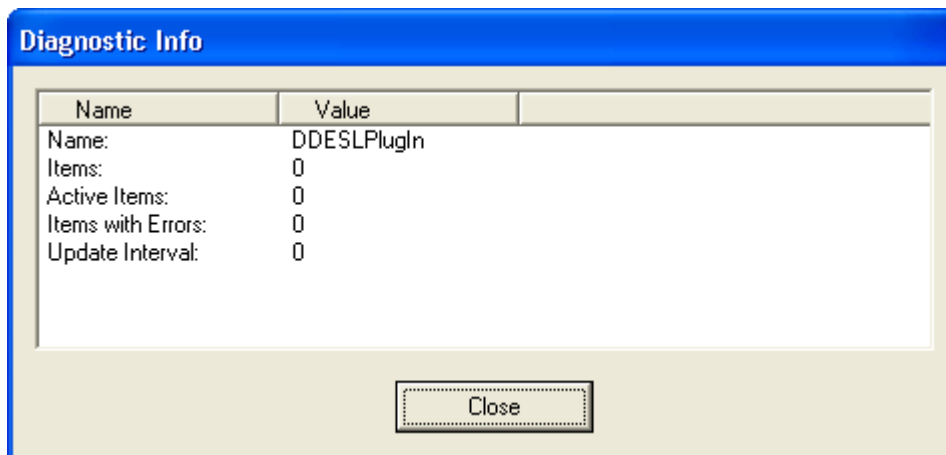 Diagnostic Info
Name Value
Name: DDESLPlugIn
Items: 0
Active Items: 0
Items with Errors: 0
Update Interval: 0
Close